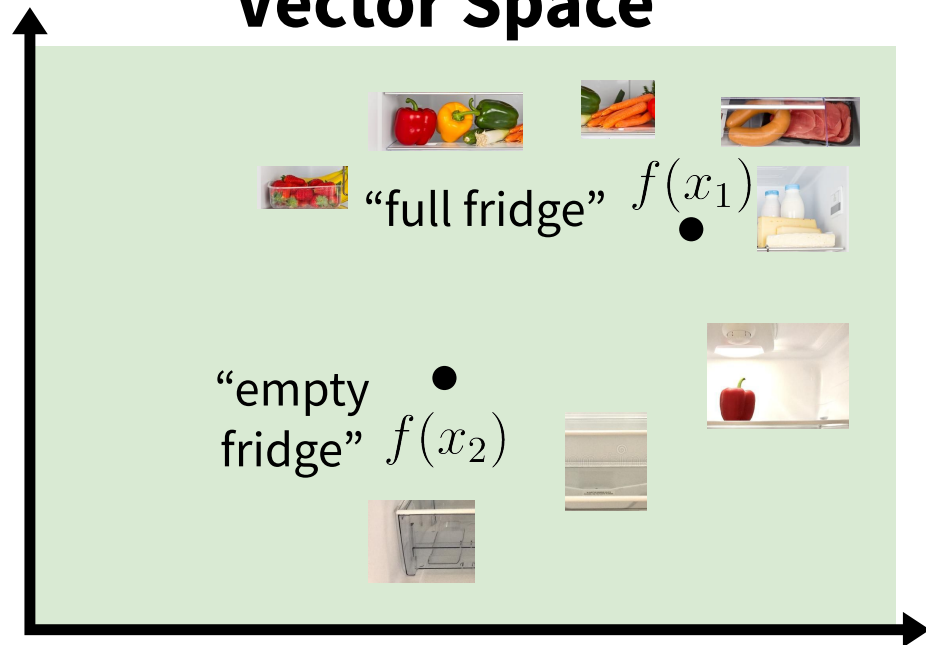 Vector Space
“full fridge” f(x₁)
“empty
fridge” f(x₂)